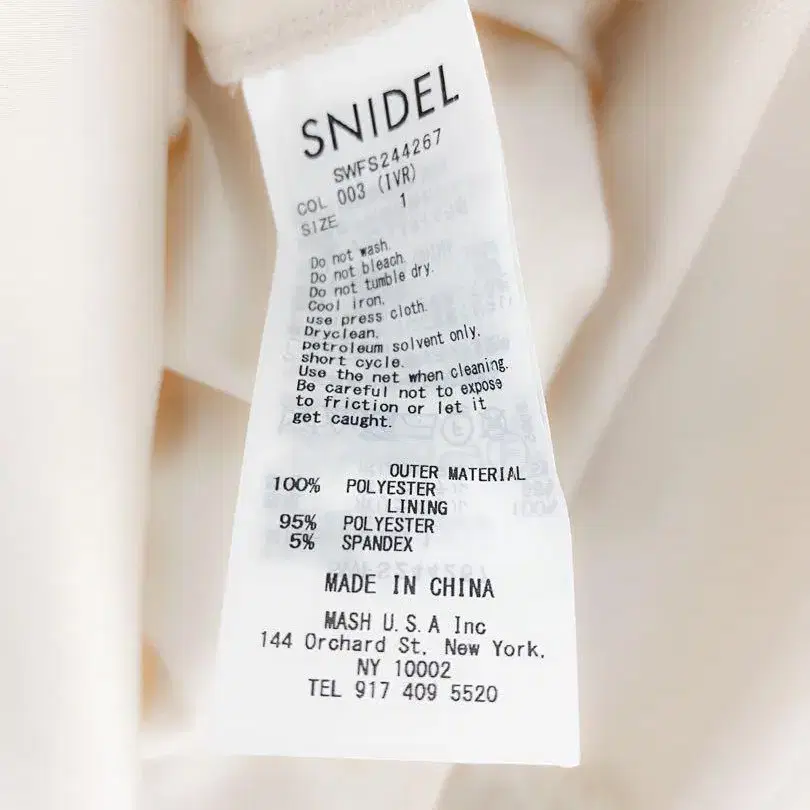 SNIDEL
SWFS244267
COL 003 (IVR)
SIZE 1
Do not wash.
Do not bleach.
Do not tumble dry.
Cool iron.
use press cloth.
Dryclean.
petroleum solvent only.
short cycle.
Use the net when cleaning.
Be careful not to expose
to friction or let it
get caught.
OUTER MATERIAL
100% POLYESTER
LINING
95% POLYESTER
5% SPANDEX
MADE IN CHINA
MASH U.S.A Inc
144 Orchard St. New York.
NY 10002
TEL 917 409 5520